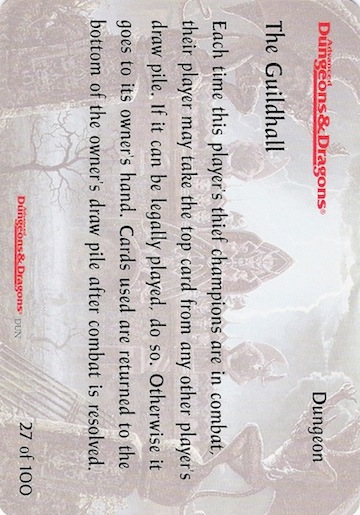 Advanced
Dungeons & Dragons®
The Guildhall
Dungeon
Each time this player's thief champions are in combat,
their player may take the top card from any other player's
draw pile. If it can be legally played, do so. Otherwise it
goes to its owner's hand. Cards used are returned to the
bottom of the owner's draw pile after combat is resolved.
Advanced
Dungeons & Dragons® DUN
27 of 100